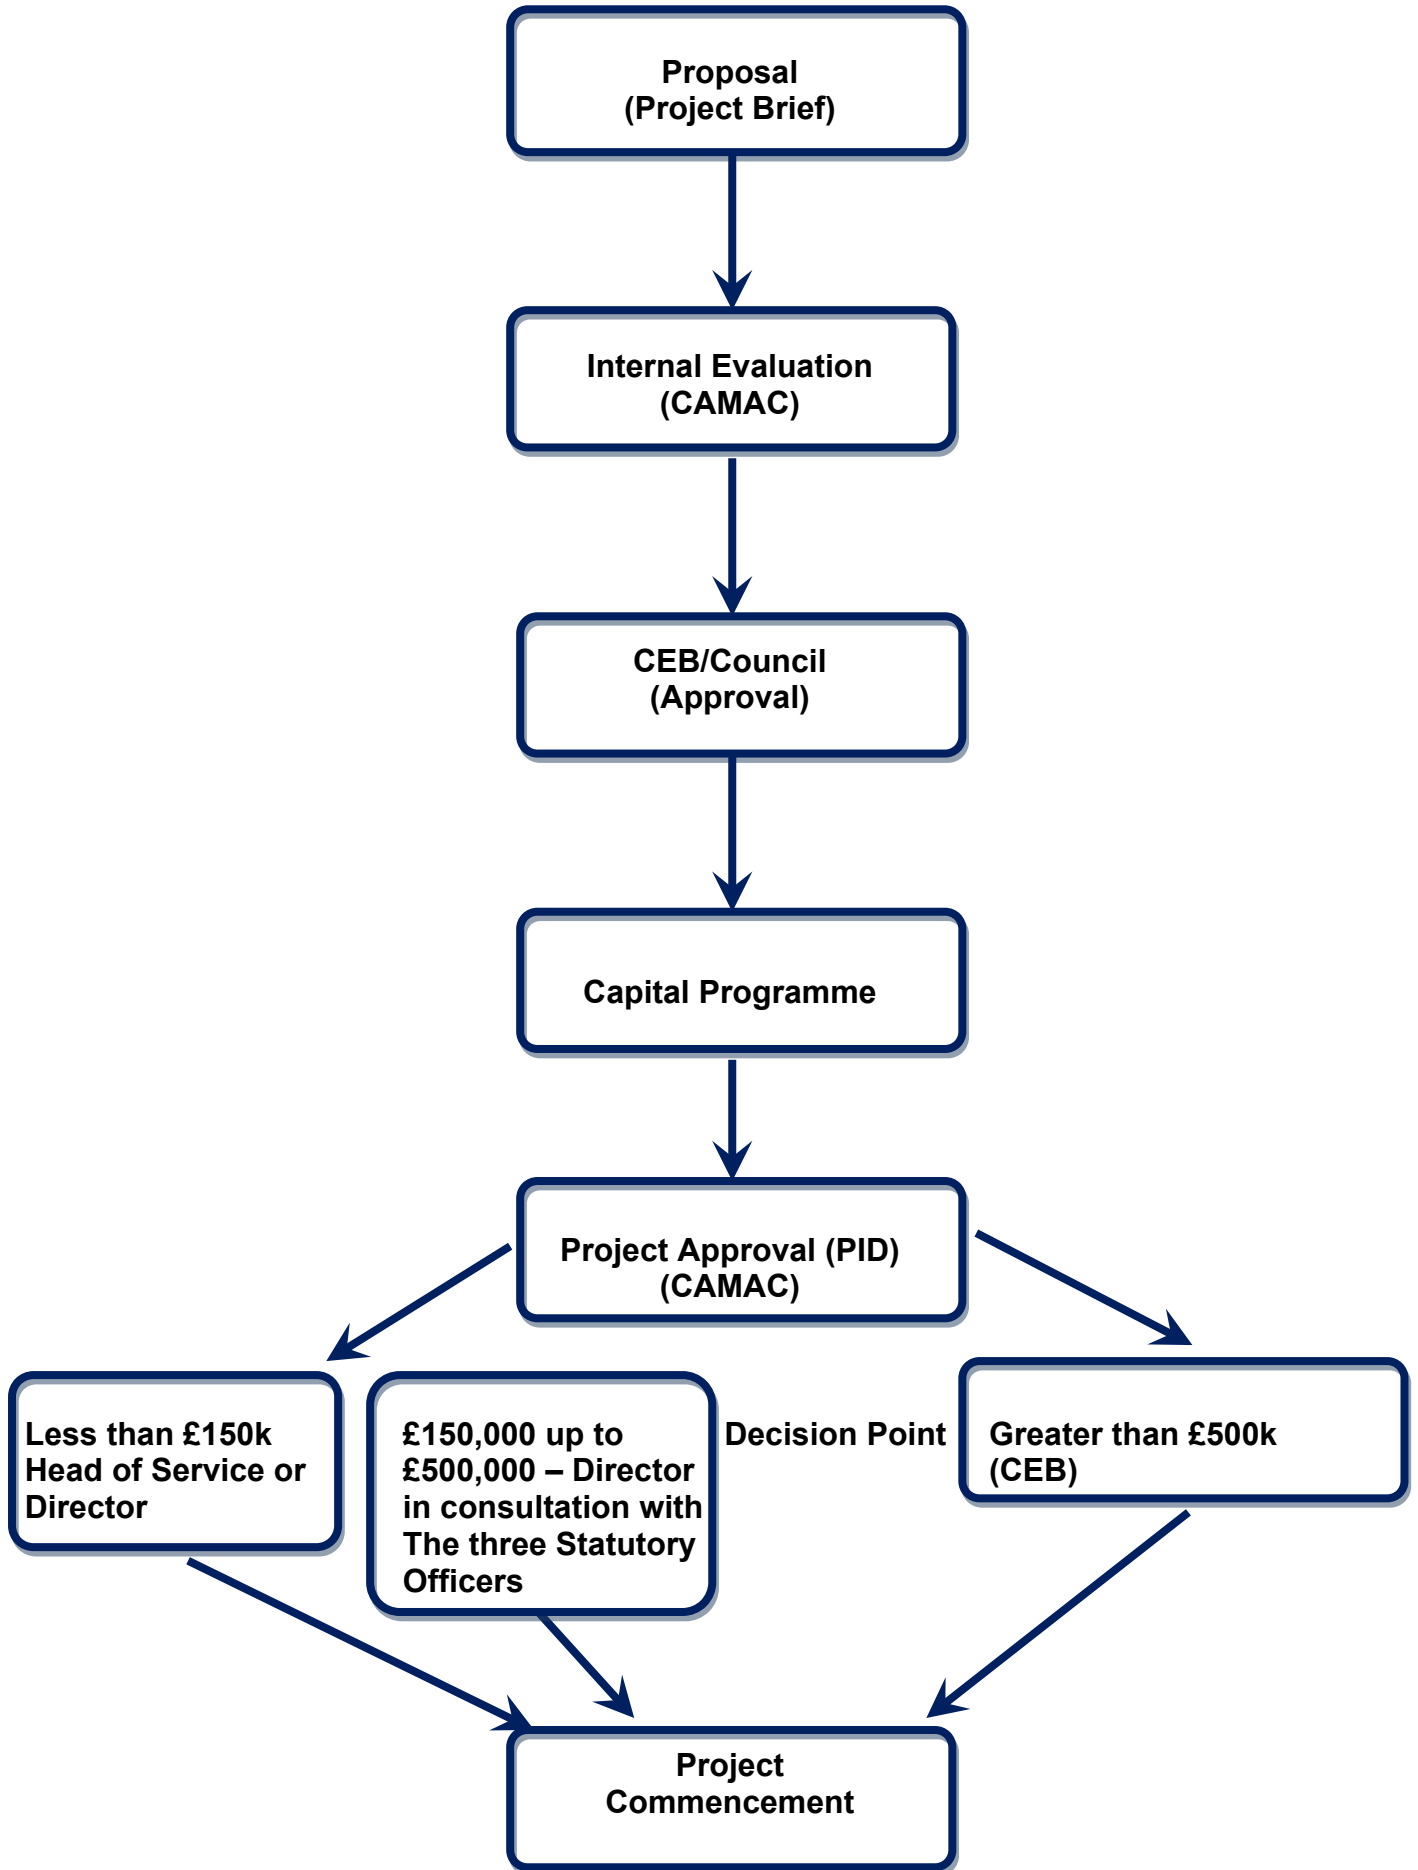 Proposal
(Project Brief)
Internal Evaluation
(CAMAC)
CEB/Council
(Approval)
Capital Programme
Project Approval (PID)
(CAMAC)
Less than £150k
Head of Service or
Director
£150,000 up to
£500,000 – Director
in consultation with
The three Statutory
Officers
Decision Point
Greater than £500k
(CEB)
Project
Commencement